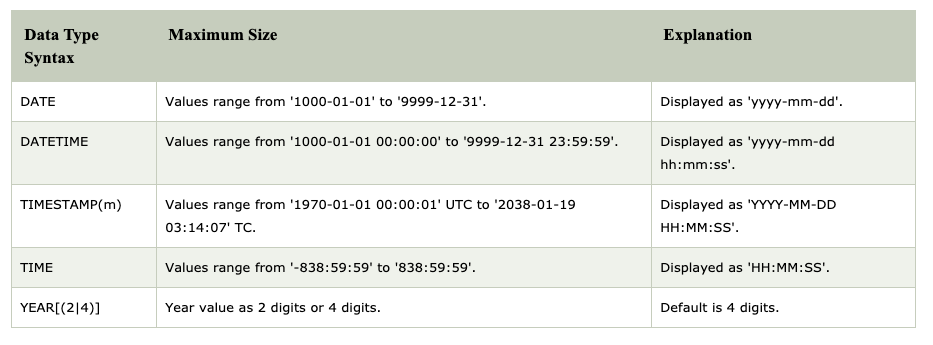 Data Type Maximum Size Explanation
Syntax
DATE Values range from '1000-01-01' to '9999-12-31'. Displayed as 'yyyy-mm-dd'.
DATETIME Values range from '1000-01-01 00:00:00' to '9999-12-31 23:59:59'. Displayed as 'yyyy-mm-dd
hh:mm:ss'.
TIMESTAMP(m) Values range from '1970-01-01 00:00:01' UTC to '2038-01-19 Displayed as 'YYYY-MM-DD
03:14:07' TC. HH:MM:SS'.
TIME Values range from '-838:59:59' to '838:59:59'. Displayed as 'HH:MM:SS'.
YEAR[(2|4)] Year value as 2 digits or 4 digits. Default is 4 digits.